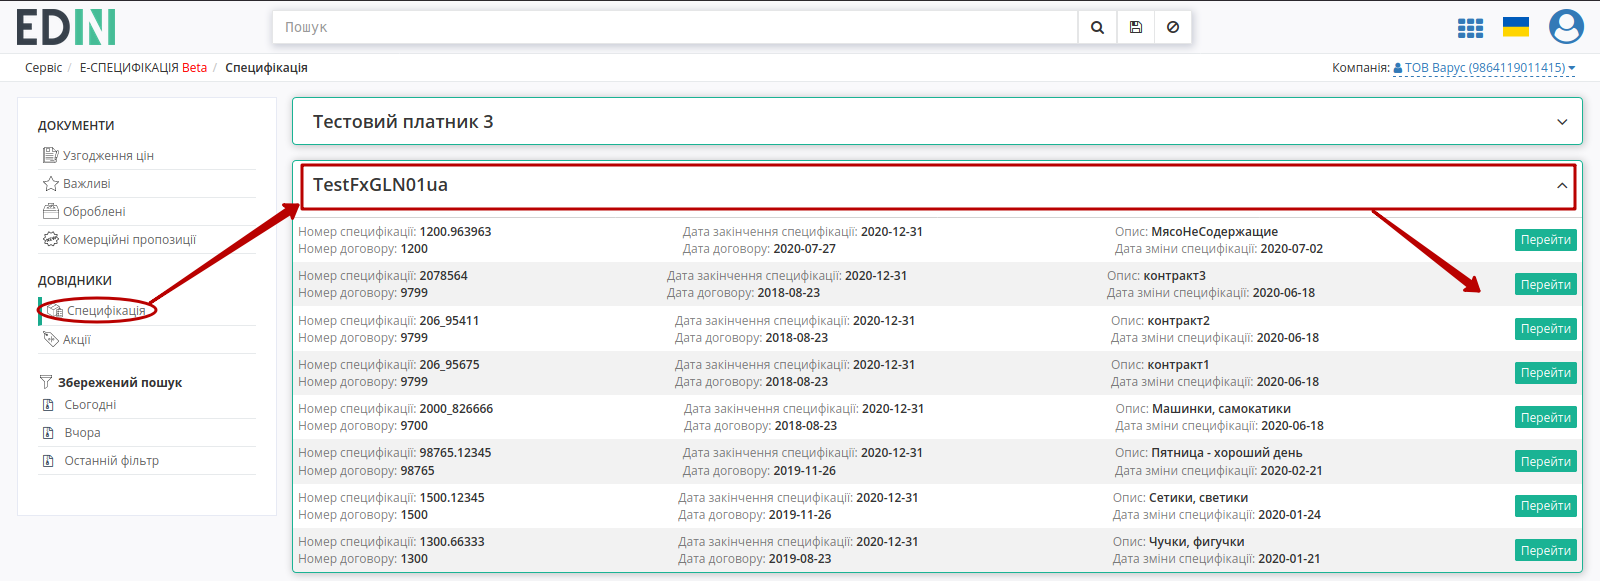 EDIN
Пошук
Сервіс / Е-СПЕЦИФІКАЦІЯ Beta / Специфікація
Компанія: ТОВ Варус (9864119011415)
ДОКУМЕНТИ
Узгодження цін
Важливі
Оброблені
Комерційні пропозиції
ДОВІДНИКИ
Специфікація
Акції
Збережений пошук
Сьогодні
Вчора
Останній фільтр
Тестовий платник 3
TestFxGLN01ua
Номер специфікації: 1200.963963 Дата закінчення специфікації: 2020-12-31 Опис: МясоНеСодержащие
Номер договору: 1200 Дата договору: 2020-07-27 Дата зміни специфікації: 2020-07-02
Перейти
Номер специфікації: 2078564 Дата закінчення специфікації: 2020-12-31 Опис: контракт3
Номер договору: 9799 Дата договору: 2018-08-23 Дата зміни специфікації: 2020-06-18
Перейти
Номер специфікації: 206_95411 Дата закінчення специфікації: 2020-12-31 Опис: контракт2
Номер договору: 9799 Дата договору: 2018-08-23 Дата зміни специфікації: 2020-06-18
Перейти
Номер специфікації: 206_95675 Дата закінчення специфікації: 2020-12-31 Опис: контракт1
Номер договору: 9799 Дата договору: 2018-08-23 Дата зміни специфікації: 2020-06-18
Перейти
Номер специфікації: 2000_826666 Дата закінчення специфікації: 2020-12-31 Опис: Машинки, самокатики
Номер договору: 9700 Дата договору: 2018-08-23 Дата зміни специфікації: 2020-06-18
Перейти
Номер специфікації: 98765.12345 Дата закінчення специфікації: 2020-12-31 Опис: Пятница - хороший день
Номер договору: 98765 Дата договору: 2019-11-26 Дата зміни специфікації: 2020-02-21
Перейти
Номер специфікації: 1500.12345 Дата закінчення специфікації: 2020-12-31 Опис: Сетики, светики
Номер договору: 1500 Дата договору: 2019-11-26 Дата зміни специфікації: 2020-01-24
Перейти
Номер специфікації: 1300.66333 Дата закінчення специфікації: 2020-12-31 Опис: Чучки, фигучки
Номер договору: 1300 Дата договору: 2019-08-23 Дата зміни специфікації: 2020-01-21
Перейти